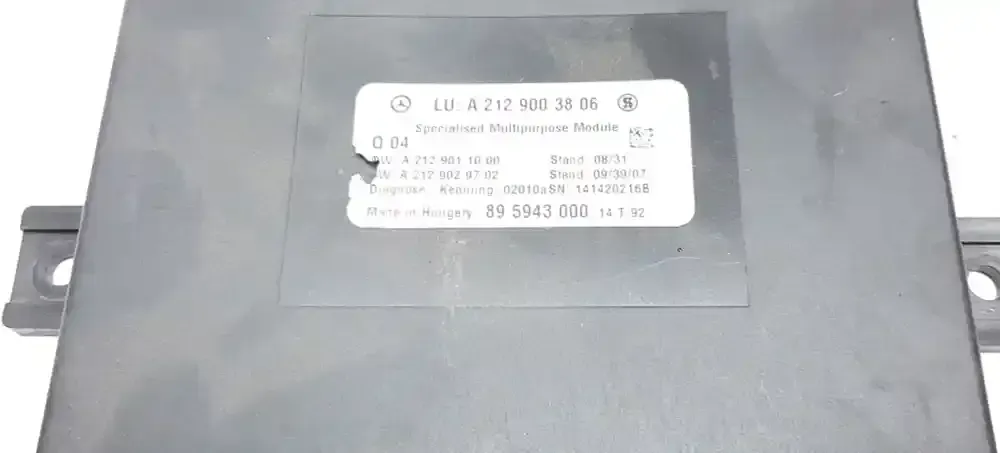 LU: A 212 900 38 06
Specialised Multipurpose Module
Q 04
W. A 212 901 10 00 Stand 08/31
W. A 212 902 97 02 Stand 09/39/07
Diagnose - Kennung 02010a SN 141420216B
Made in Hungary 89 5943 000 14 T 92